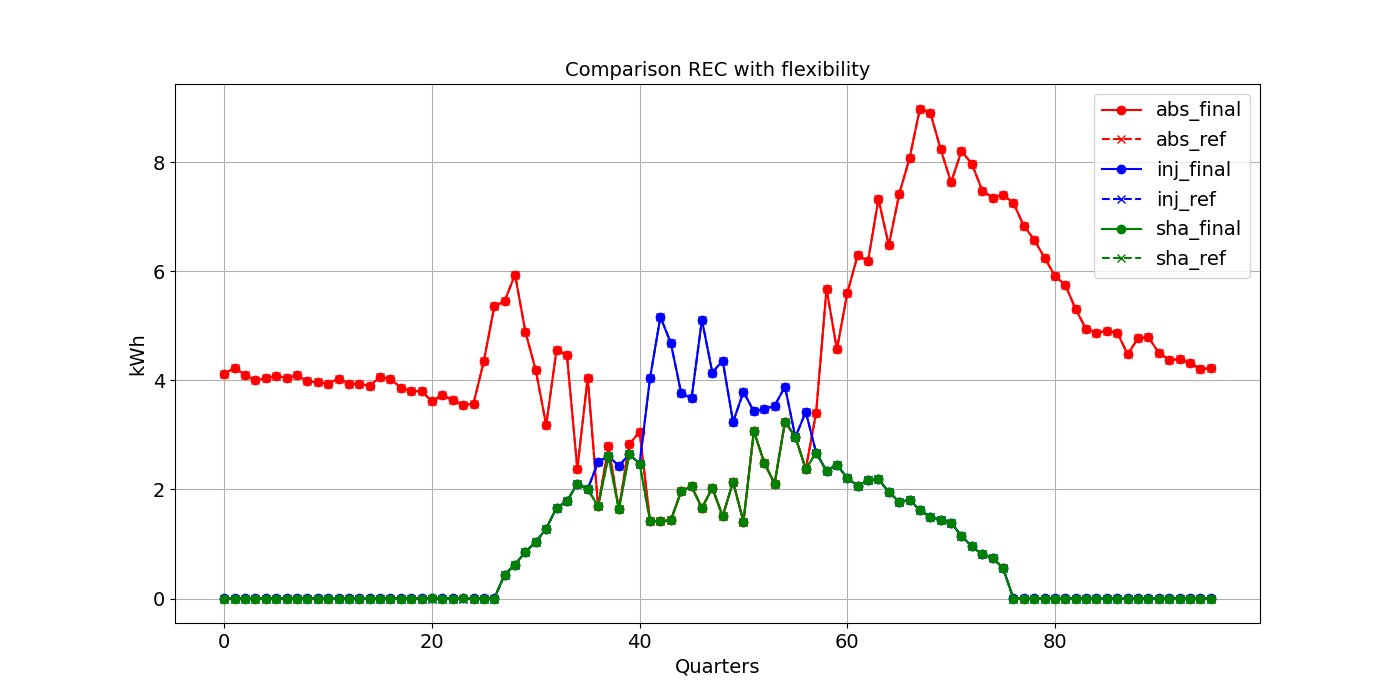 Comparison REC with flexibility
abs_final
abs_ref
inj_final
inj_ref
sha_final
sha_ref
kWh
8
6
4
2
0
0
20
40
60
80
Quarters